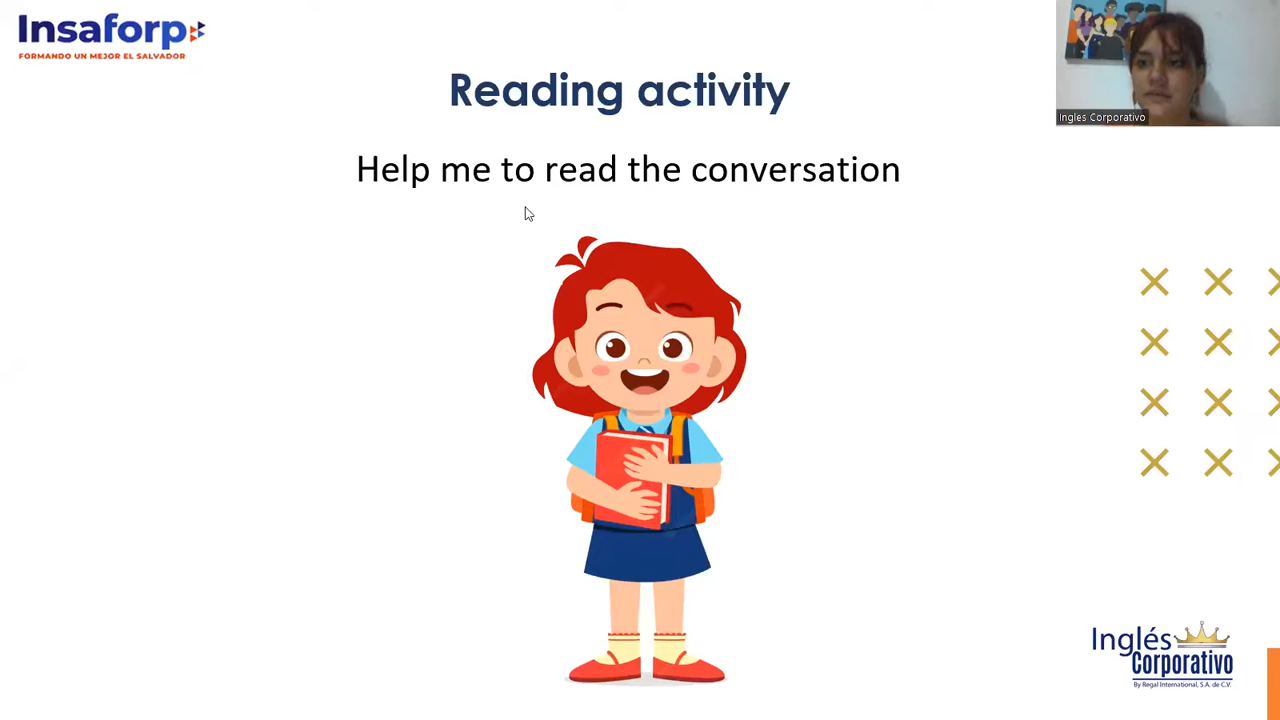 Insaforp
FORMANDO UN MEJOR EL SALVADOR
Ingles Corporativo
Reading activity
Help me to read the conversation
Inglés
Corporativo
By Regal International, S.A. de C.V.